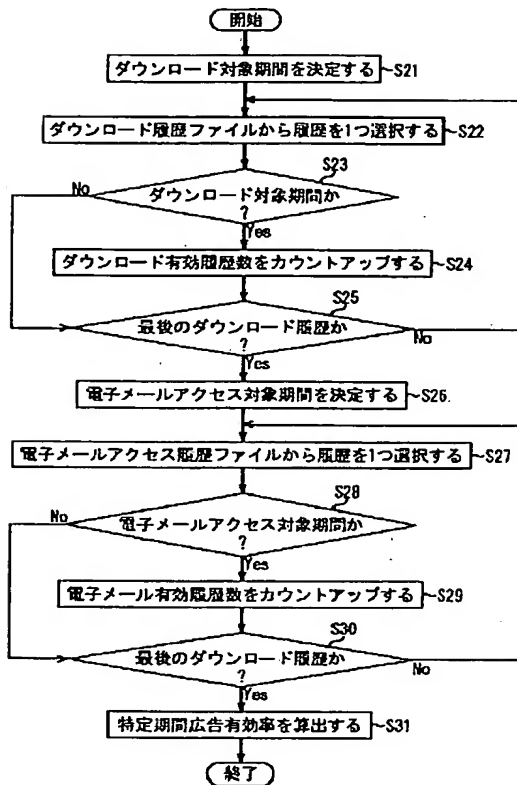 開始
ダウンロード対象期間を決定する
S21
ダウンロード履歴ファイルから履歴を1つ選択する
S22
S23
No
ダウンロード対象期間か
?
Yes
ダウンロード有効履歴数をカウントアップする
S24
S25
最後のダウンロード履歴か
?
No
Yes
電子メールアクセス対象期間を決定する
S26
電子メールアクセス履歴ファイルから履歴を1つ選択する
S27
S28
No
電子メールアクセス対象期間か
?
Yes
電子メール有効履歴数をカウントアップする
S29
S30
最後のダウンロード履歴か
?
No
Yes
特定期間広告有効率を算出する
S31
終了